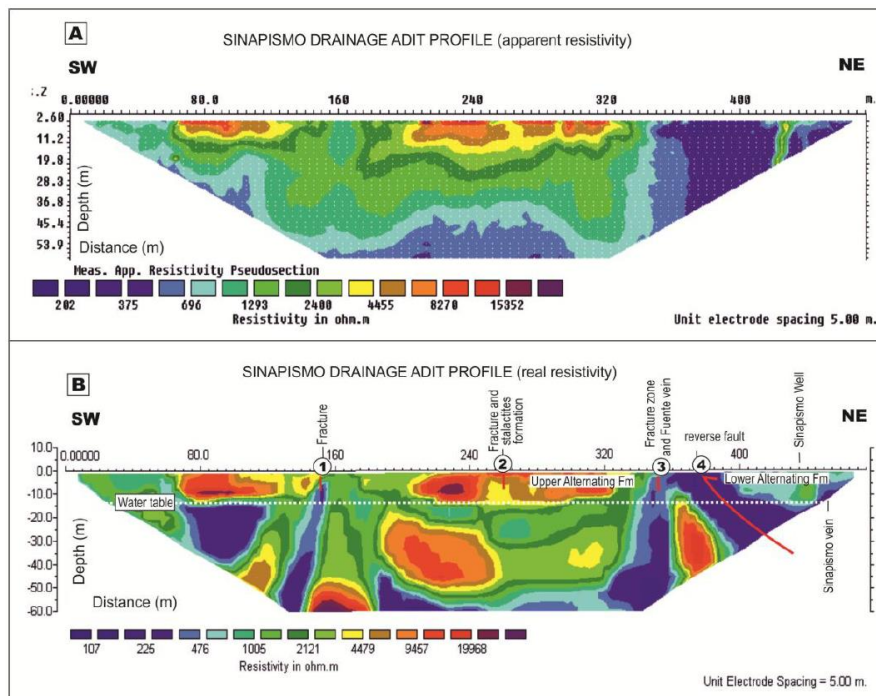 A
SINAPISMO DRAINAGE ADIT PROFILE (apparent resistivity)
SW
NE
0.00000 80.0 160 240 320 400 m.
2.60
11.2
19.8
28.3
36.8
45.4
53.9
Depth (m)
Distance (m)
Meas. App. Resistivity Pseudosection
202 375 696 1293 2400 4455 8270 15352
Resistivity in ohm.m
Unit electrode spacing 5.00 m.
B
SINAPISMO DRAINAGE ADIT PROFILE (real resistivity)
SW
NE
Fracture
Fracture and
stalactites
formation
Fracture zone
and Fuente vein
reverse fault
Sinapismo Well
10.0
0.00000 80.0 160 240 320 400 m.
0.0
-10.0
-20.0
-30.0
-40.0
-50.0
-60.0
1
2
3
4
Upper Alternating Fm
Lower Alternating Fm
Water table
Sinapismo vein
Depth (m)
Distance (m)
107 225 476 1005 2121 4479 9457 19968
Resistivity in ohm.m
Unit Electrode Spacing = 5.00 m.